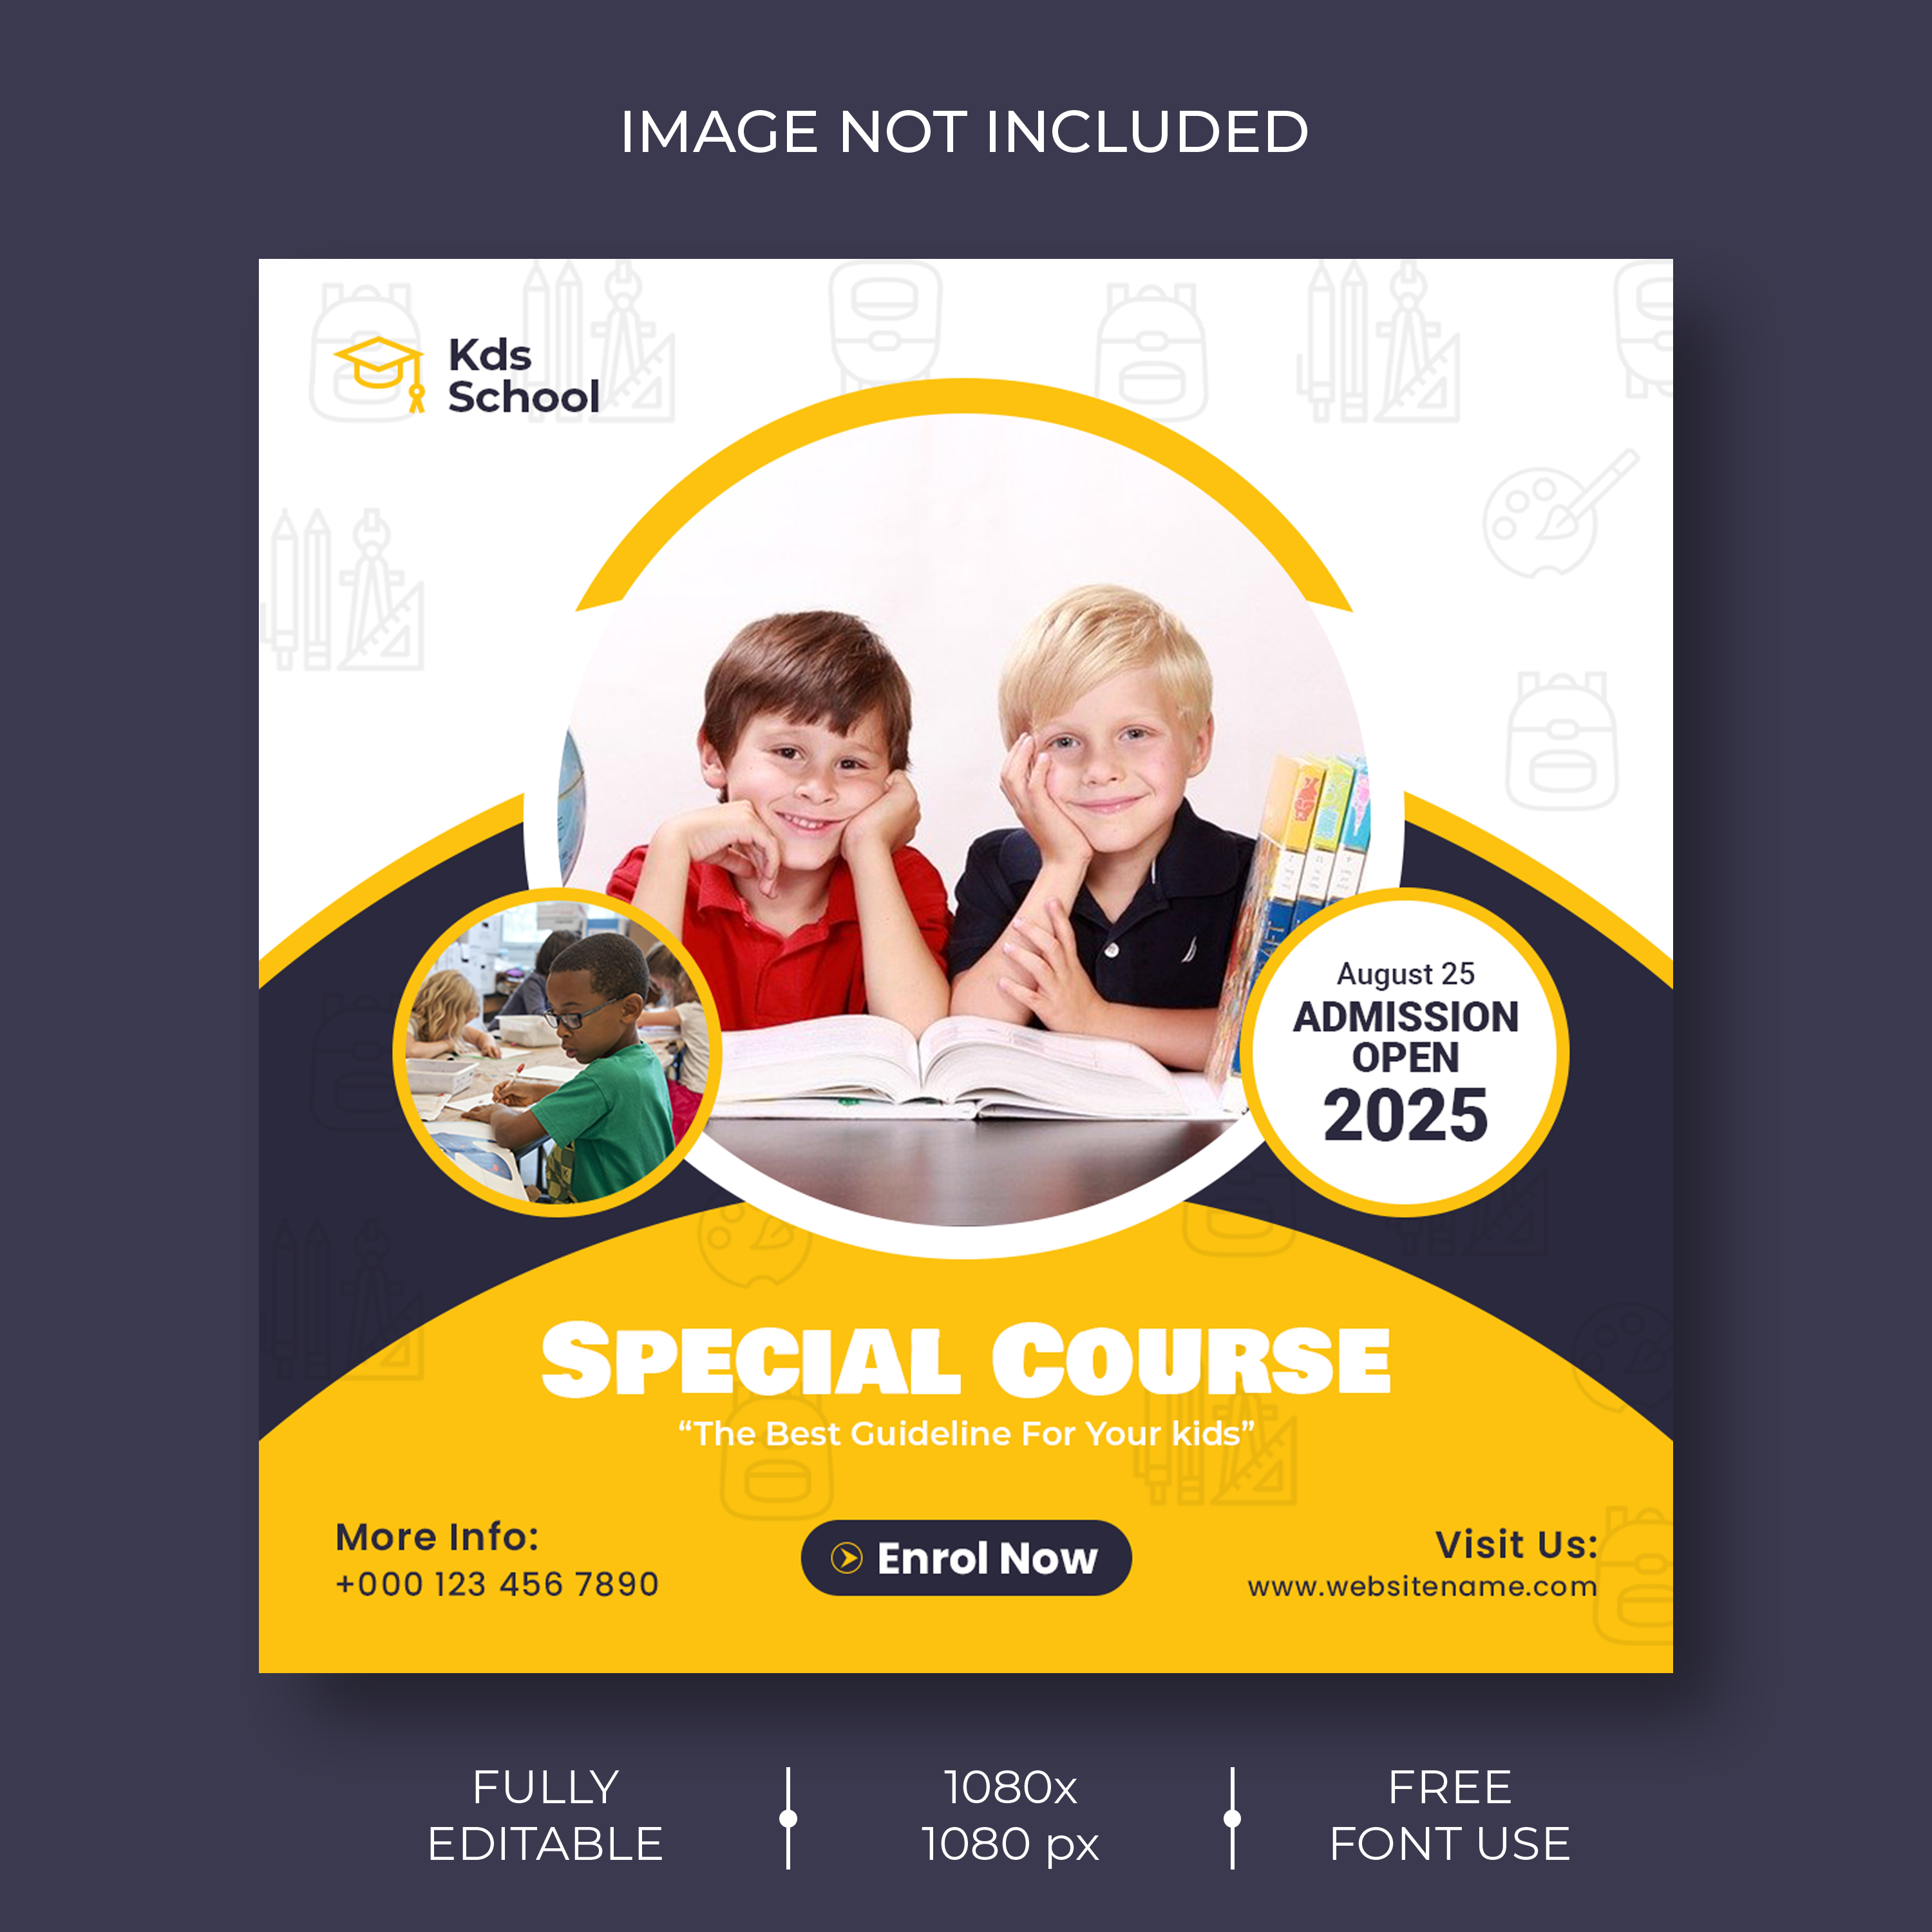 IMAGE NOT INCLUDED
Kds
School
August 25
ADMISSION
OPEN
2025
SPECIAL COURSE
“The Best Guideline For Your kids”
More Info:
+000 123 456 7890
Enrol Now
Visit Us:
www.websitename.com
FULLY
EDITABLE
1080x
1080 px
FREE
FONT USE